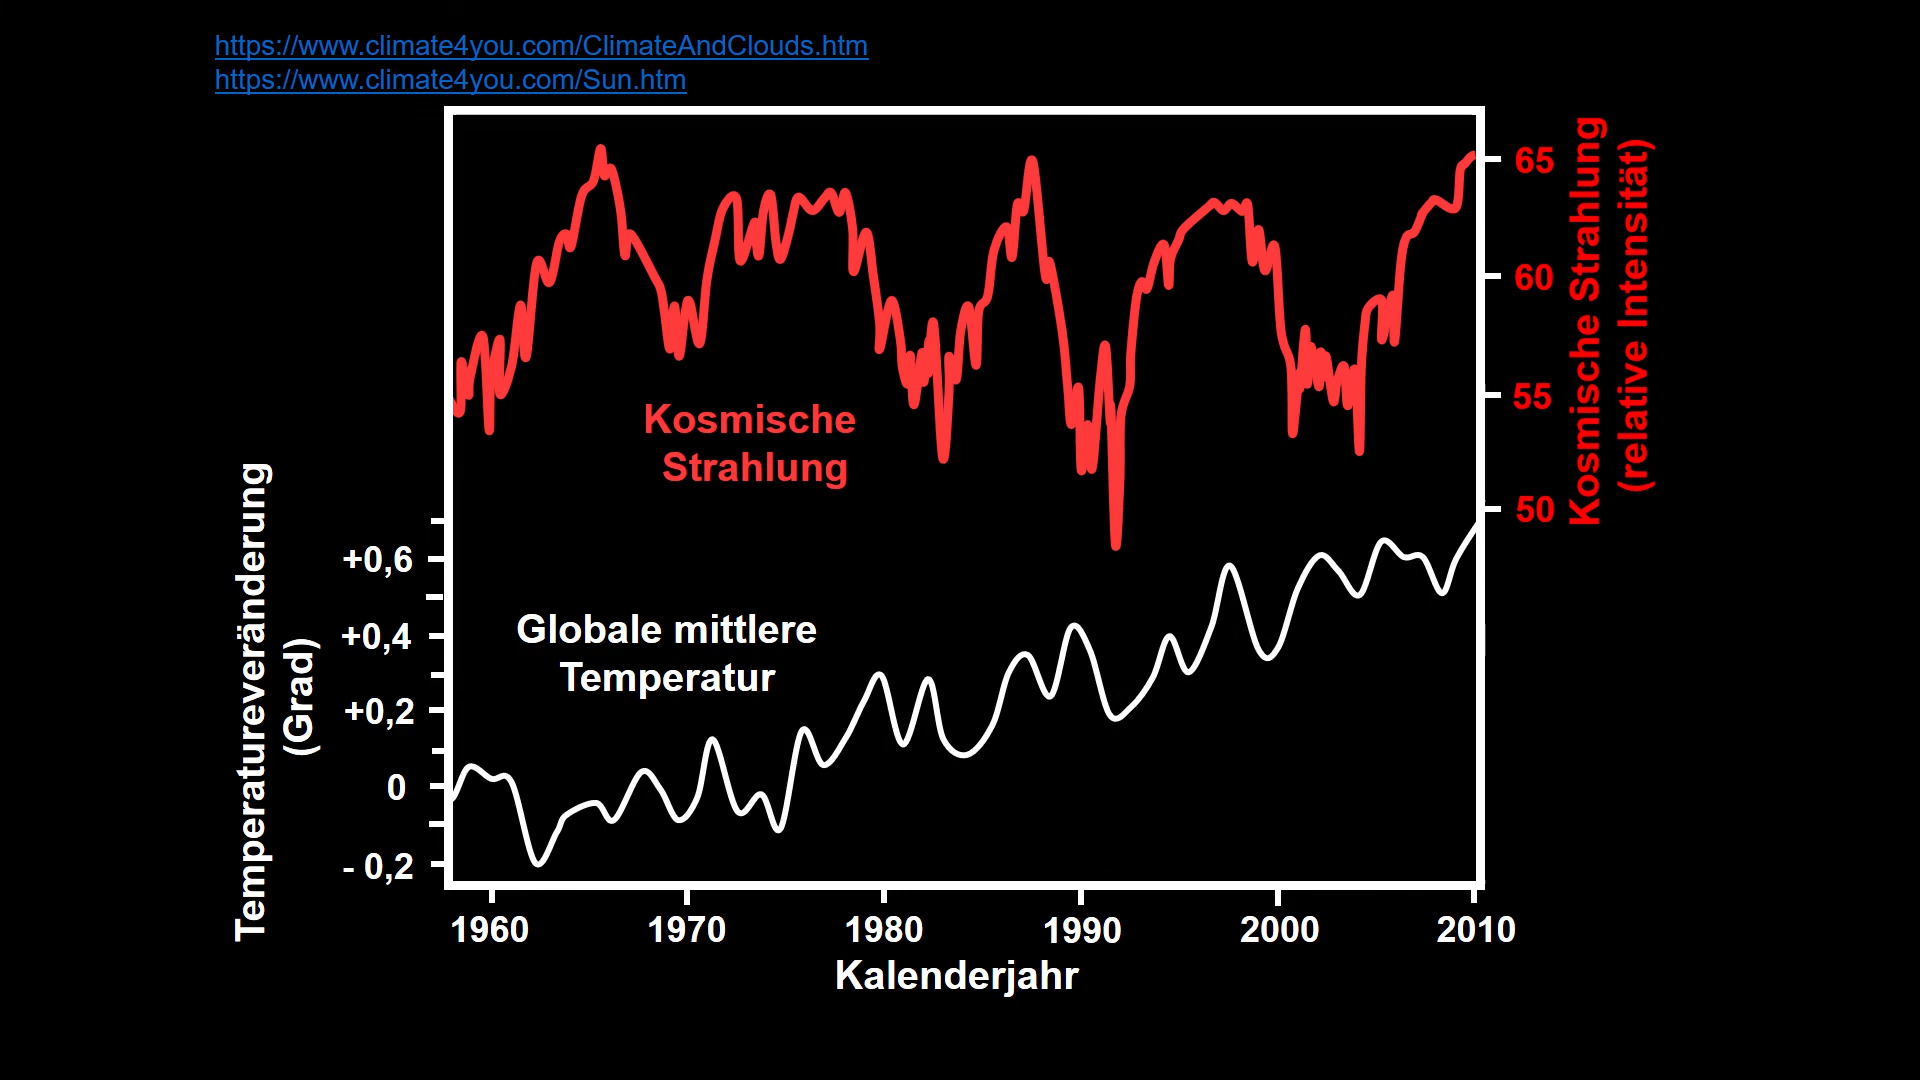 https://www.climate4you.com/ClimateAndClouds.htm
https://www.climate4you.com/Sun.htm
Kosmische Strahlung
(relative Intensität)
65
60
55
50
Kosmische
Strahlung
Temperaturveränderung
(Grad)
+0,6
+0,4
+0,2
0
- 0,2
Globale mittlere
Temperatur
1960 1970 1980 1990 2000 2010
Kalenderjahr